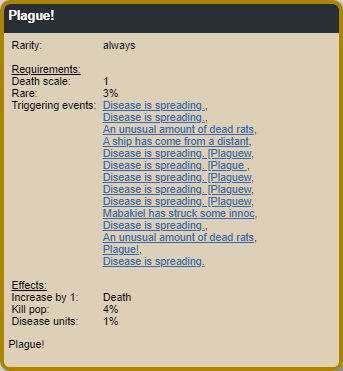 Plague!
Rarity: always
Requirements:
Death scale: 1
Rare: 3%
Triggering events: Disease is spreading.,
Disease is spreading.,
An unusual amount of dead rats,
A ship has come from a distant,
Disease is spreading. [Plaguew,
Disease is spreading. [Plague ,
Disease is spreading. [Plaguew,
Disease is spreading. [Plaguew,
Disease is spreading. [Plaguew,
Mabakiel has struck some innoc,
Disease is spreading.,
An unusual amount of dead rats,
Plague!,
Disease is spreading.
Effects:
Increase by 1: Death
Kill pop: 4%
Disease units: 1%
Plague!